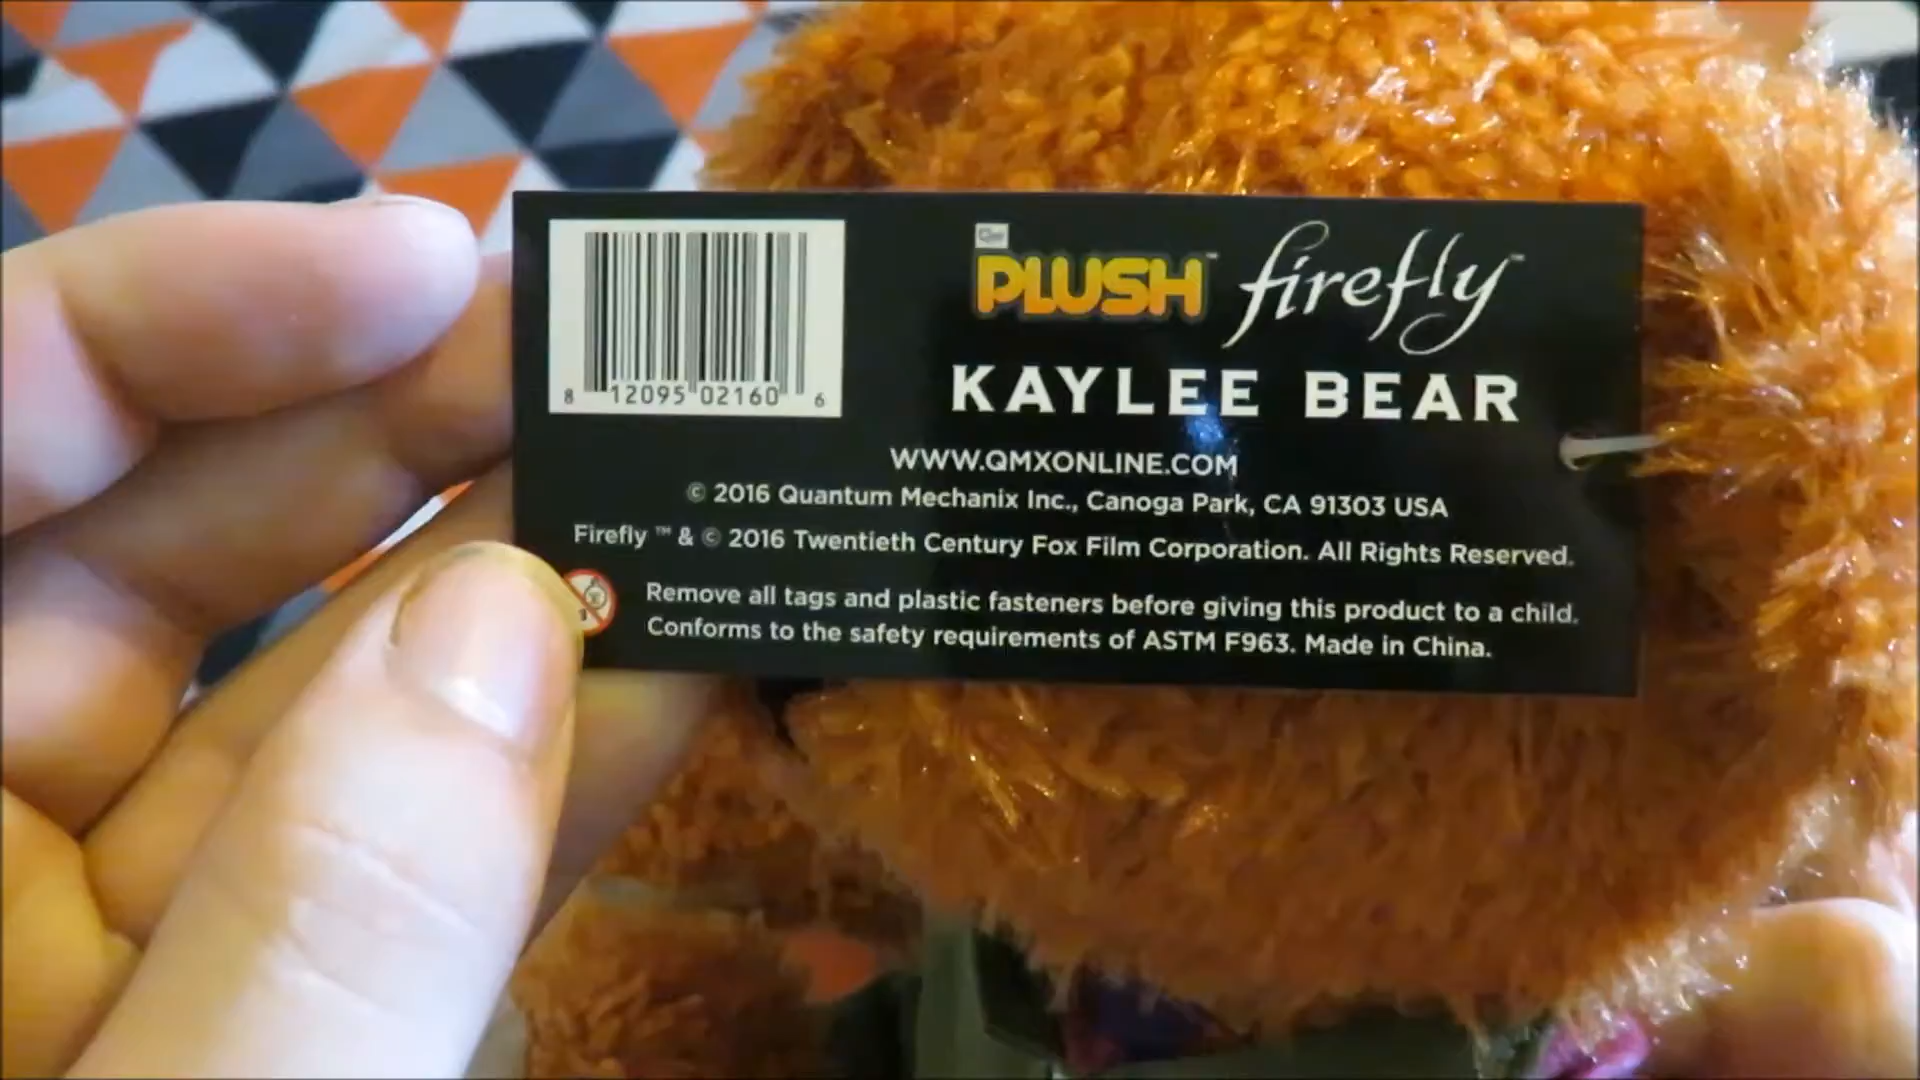 QMx
PLUSH™ firefly™
8 12095 02160 6
KAYLEE BEAR
WWW.QMXONLINE.COM
© 2016 Quantum Mechanix Inc., Canoga Park, CA 91303 USA
Firefly ™ & © 2016 Twentieth Century Fox Film Corporation. All Rights Reserved.
Remove all tags and plastic fasteners before giving this product to a child.
Conforms to the safety requirements of ASTM F963. Made in China.